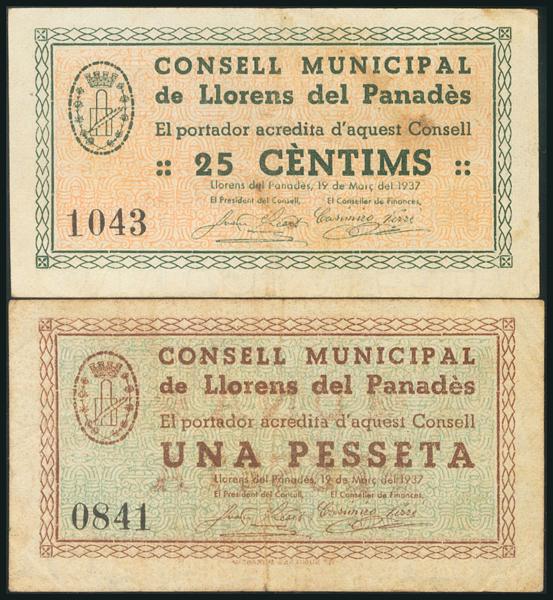 CONSELL MUNICIPAL
de Llorens del Panadès
El portador acredita d'aquest Consell
:: 25 CÈNTIMS ::
Llorens del Panadès, 19 de Març del 1937
El President del Consell, El Conseller de Finances,
1043
CONSELL MUNICIPAL
de Llorens del Panadès
El portador acredita d'aquest Consell
UNA PESSETA
Llorens del Panadès, 19 de Març del 1937
El President del Consell, El Conseller de Finances,
0841